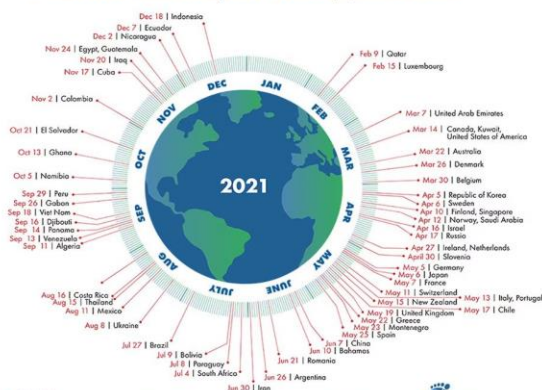 Dec 18 | Indonesia
Dec 7 | Ecuador
Dec 2 | Nicaragua
Nov 24 | Egypt, Guatemala
Nov 20 | Iraq
Nov 17 | Cuba
Nov 2 | Colombia
Oct 21 | El Salvador
Oct 13 | Ghana
Oct 5 | Namibia
Sep 29 | Peru
Sep 26 | Gabon
Sep 18 | Viet Nam
Sep 16 | Djibouti
Sep 14 | Panama
Sep 13 | Venezuela
Sep 11 | Algeria
Aug 16 | Costa Rica
Aug 15 | Thailand
Aug 11 | Mexico
Aug 8 | Ukraine
Jul 27 | Brazil
Jul 9 | Bolivia
Jul 8 | Paraguay
Jul 4 | South Africa
Jun 30 | Iran
DEC
JAN
FEB
MAR
APR
MAY
JUNE
JULY
AUG
SEP
OCT
NOV
2021
Feb 9 | Qatar
Feb 15 | Luxembourg
Mar 7 | United Arab Emirates
Mar 14 | Canada, Kuwait,
United States of America
Mar 22 | Australia
Mar 26 | Denmark
Mar 30 | Belgium
Apr 5 | Republic of Korea
Apr 6 | Sweden
Apr 10 | Finland, Singapore
Apr 12 | Norway, Saudi Arabia
Apr 16 | Israel
Apr 17 | Russia
Apr 27 | Ireland, Netherlands
April 30 | Slovenia
May 5 | Germany
May 6 | Japan
May 7 | France
May 11 | Switzerland
May 13 | Italy, Portugal
May 15 | New Zealand
May 17 | Chile
May 19 | United Kingdom
May 22 | Greece
May 23 | Montenegro
May 25 | Spain
Jun 7 | China
Jun 10 | Bahamas
Jun 21 | Romania
Jun 26 | Argentina